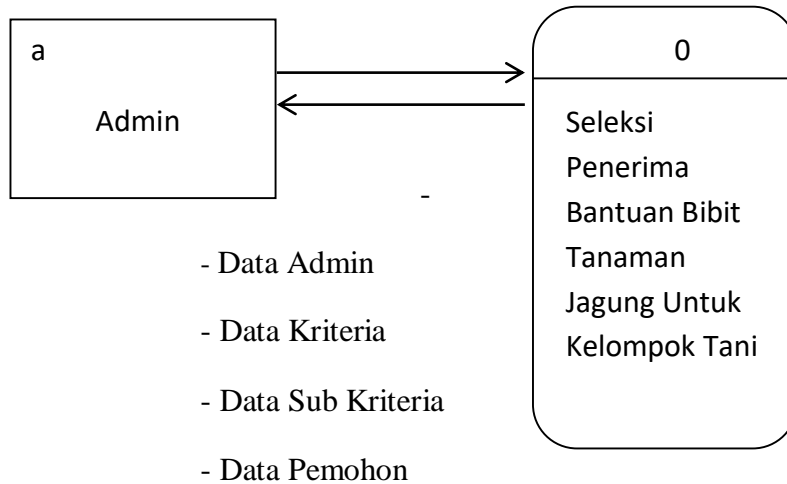 a
Admin
0
Seleksi
Penerima
Bantuan Bibit
Tanaman
Jagung Untuk
Kelompok Tani
-
- Data Admin
- Data Kriteria
- Data Sub Kriteria
- Data Pemohon